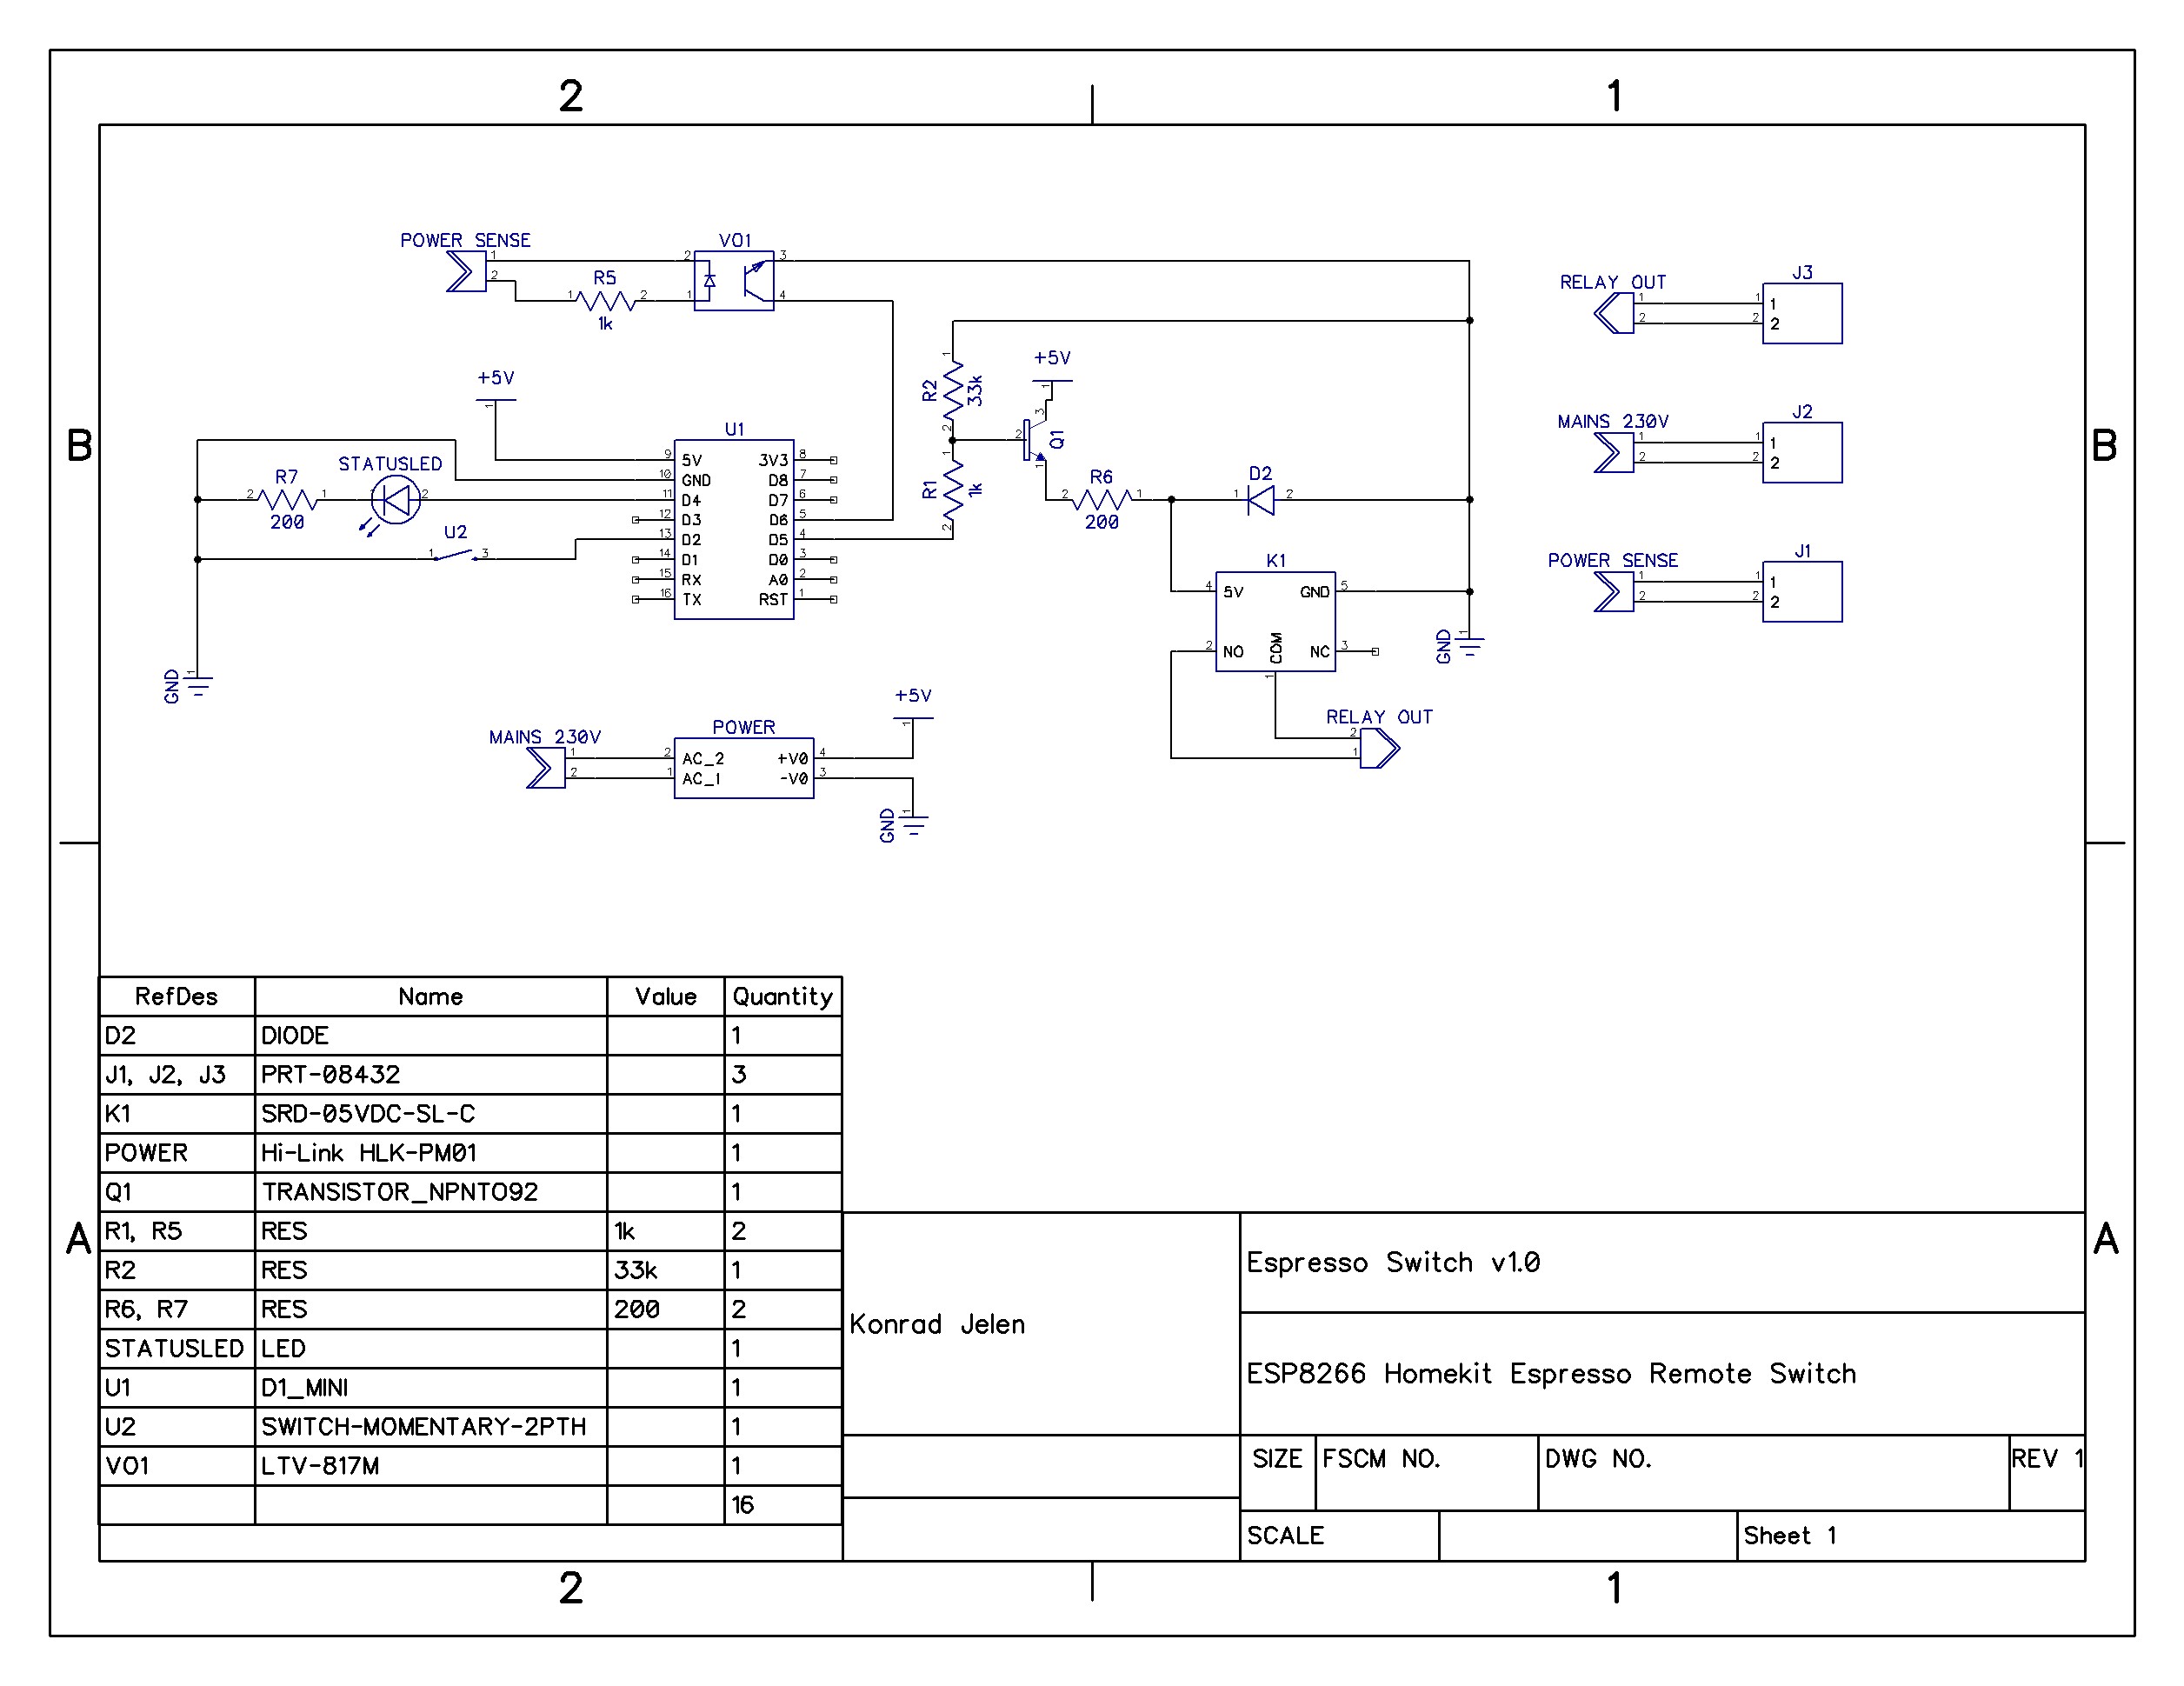 2 1
POWER SENSE
1
2
R5
1 2
1k
VO1
2 3
1 4
RELAY OUT
1
2
J3
1 1
2 2
+5V
1
+5V
1
R2
33k
1
2
Q1
3
2
1
R1
1k
1
2
MAINS 230V
1
2
J2
1 1
2 2
B B
STATUSLED
R7
2 1
200
2
U2
1 3
U1
9 5V 3V3 8
10 GND D8 7
11 D4 D7 6
12 D3 D6 5
13 D2 D5 4
14 D1 D0 3
15 RX A0 2
16 TX RST 1
R6
2 1
200
D2
1 2
K1
4 5V GND 5
2 NO COM NC 3
1
POWER SENSE
1
2
J1
1 1
2 2
GND
1
GND
1
RELAY OUT
2
1
+5V
1
MAINS 230V
1
2
POWER
2 AC_2 +V0 4
1 AC_1 -V0 3
GND
1
RefDes Name Value Quantity
D2 DIODE 1
J1, J2, J3 PRT-08432 3
K1 SRD-05VDC-SL-C 1
POWER Hi-Link HLK-PM01 1
Q1 TRANSISTOR_NPNTO92 1
R1, R5 RES 1k 2
R2 RES 33k 1
R6, R7 RES 200 2
STATUSLED LED 1
U1 D1_MINI 1
U2 SWITCH-MOMENTARY-2PTH 1
VO1 LTV-817M 1
16
A A
Konrad Jelen
Espresso Switch v1.0
ESP8266 Homekit Espresso Remote Switch
SIZE FSCM NO. DWG NO. REV 1
SCALE Sheet 1
2 1